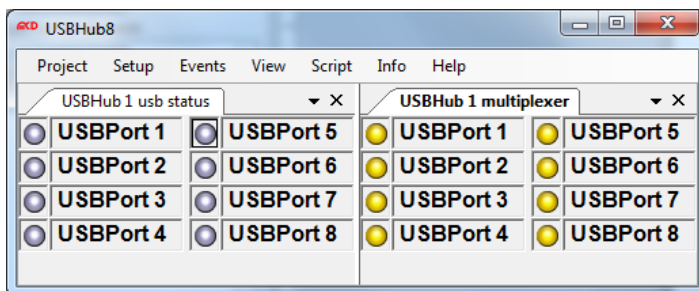 USBHub8
Project Setup Events View Script Info Help
USBHub 1 usb status
USBPort 1 USBPort 5
USBPort 2 USBPort 6
USBPort 3 USBPort 7
USBPort 4 USBPort 8
USBHub 1 multiplexer
USBPort 1 USBPort 5
USBPort 2 USBPort 6
USBPort 3 USBPort 7
USBPort 4 USBPort 8